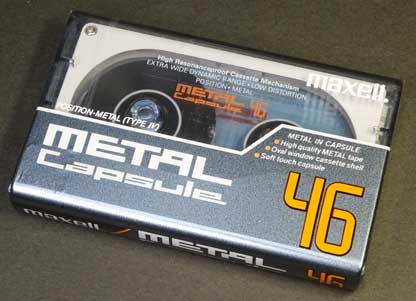 High Resonanceproof Cassette Mechanism
EXTRA WIDE DYNAMIC RANGE • LOW DISTORTION
POSITION • METAL
METAL 46
Capsule
maxell
POSITION-METAL (TYPE IV)
METAL
Capsule
METAL IN CAPSULE
• High quality METAL tape
• Oval window cassette shell
• Soft touch capsule
46
maxell METAL 46